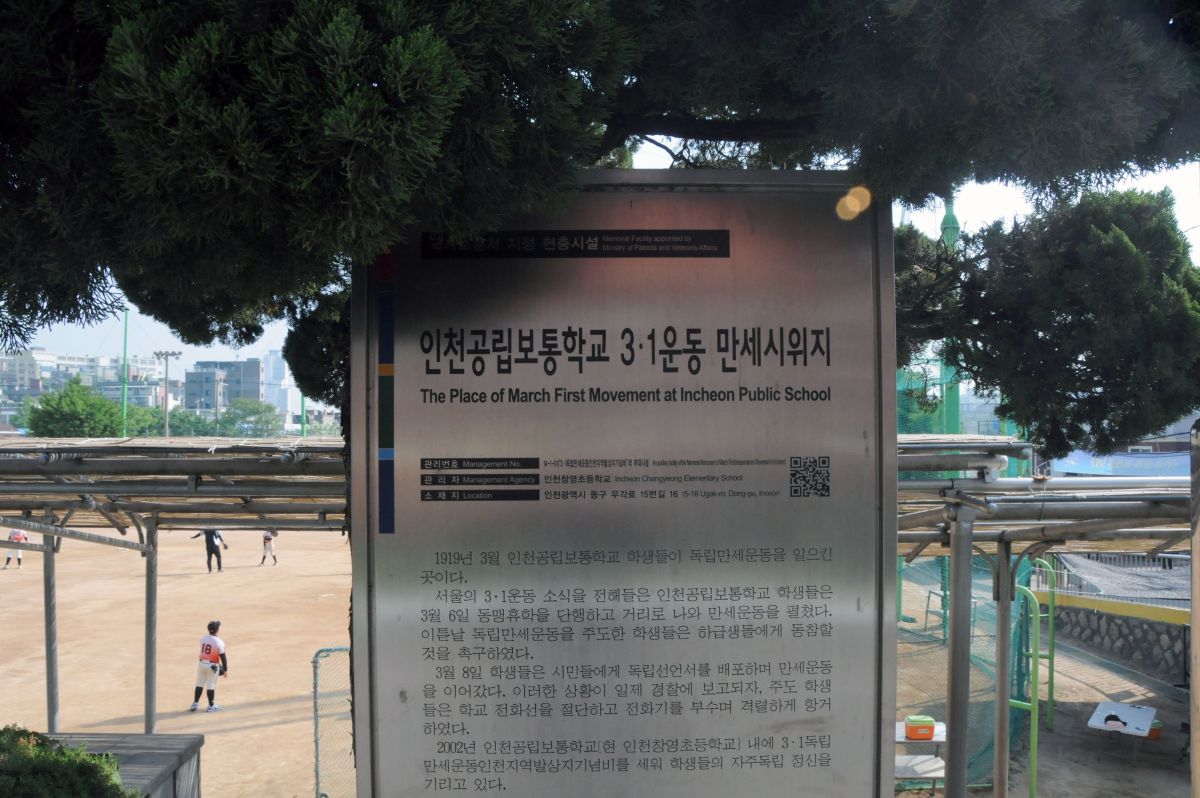 지정 현충시설 Memorial Facility appointed by
Ministry of Patriots and Veterans Affairs.
인천공립보통학교 3·1운동 만세시위지
The Place of March First Movement at Incheon Public School
관리번호 Management No.
관 리 자 Management Agency 인천창영초등학교 Incheon Changyeong Elementary School
소 재 지 Location 인천광역시 동구 우각로 15번길 16 15-16 Ugak-ro, Dong-gu, Incheon
1919년 3월 인천공립보통학교 학생들이 독립만세운동을 일으킨
곳이다.
서울의 3·1운동 소식을 전해들은 인천공립보통학교 학생들은
3월 6일 동맹휴학을 단행하고 거리로 나와 만세운동을 펼쳤다.
이튿날 독립만세운동을 주도한 학생들은 하급생들에게 동참할
것을 촉구하였다.
3월 8일 학생들은 시민들에게 독립선언서를 배포하며 만세운동
을 이어갔다. 이러한 상황이 일제 경찰에 보고되자, 주도 학생
들은 학교 전화선을 절단하고 전화기를 부수며 격렬하게 항거
하였다.
2002년 인천공립보통학교[현 인천창영초등학교] 내에 3·1독립
만세운동인천지역발상지기념비를 세워 학생들의 자주독립 정신을
기리고 있다.
18